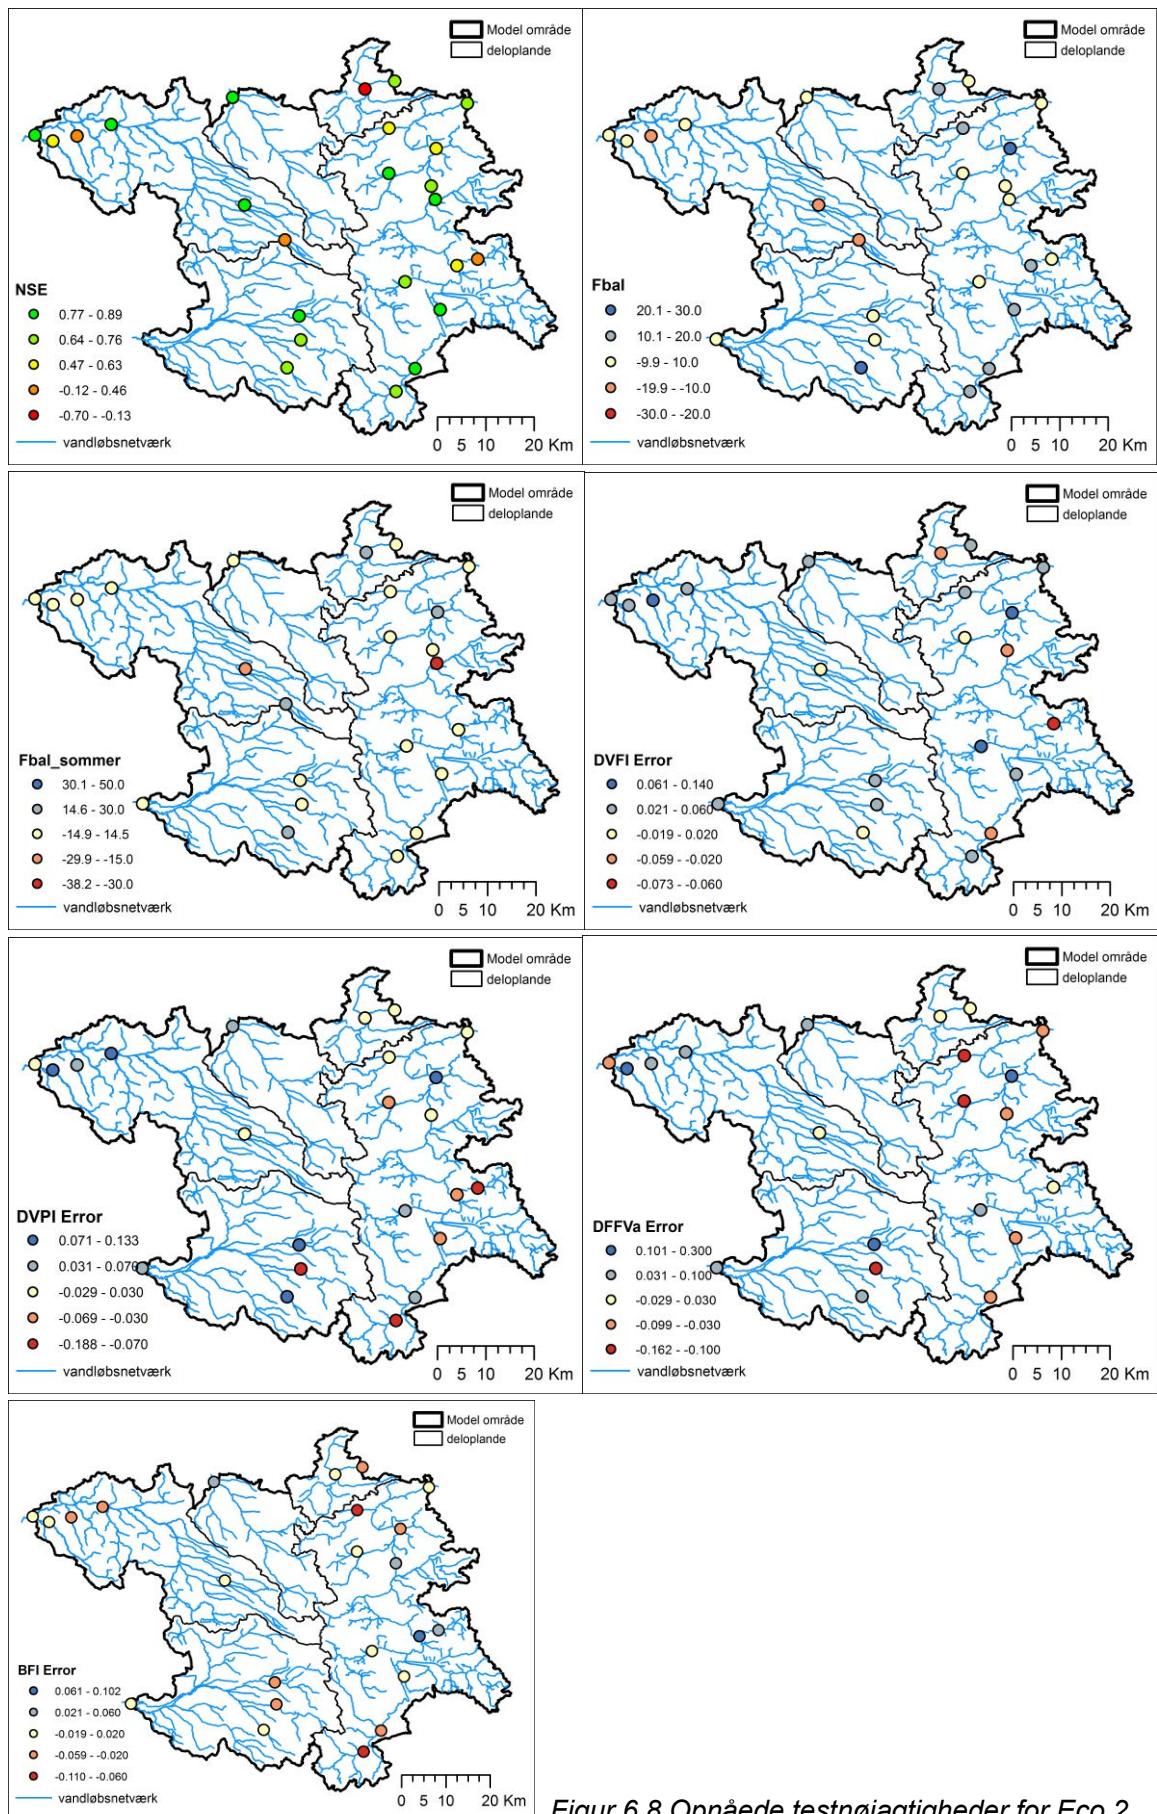 Model område
deloplande
NSE
0.77 - 0.89
0.64 - 0.76
0.47 - 0.63
-0.12 - 0.46
-0.70 - -0.13
vandløbsnetværk
0 5 10 20 Km
Model område
deloplande
Fbal
20.1 - 30.0
10.1 - 20.0
-9.9 - 10.0
-19.9 - -10.0
-30.0 - -20.0
vandløbsnetværk
0 5 10 20 Km
Model område
deloplande
Fbal_sommer
30.1 - 50.0
14.6 - 30.0
-14.9 - 14.5
-29.9 - -15.0
-38.2 - -30.0
vandløbsnetværk
0 5 10 20 Km
Model område
deloplande
DVFI Error
0.061 - 0.140
0.021 - 0.060
-0.019 - 0.020
-0.059 - -0.020
-0.073 - -0.060
vandløbsnetværk
0 5 10 20 Km
Model område
deloplande
DVPI Error
0.071 - 0.133
0.031 - 0.070
-0.029 - 0.030
-0.069 - -0.030
-0.188 - -0.070
vandløbsnetværk
0 5 10 20 Km
Model område
deloplande
DFFVa Error
0.101 - 0.300
0.031 - 0.100
-0.029 - 0.030
-0.099 - -0.030
-0.162 - -0.100
vandløbsnetværk
0 5 10 20 Km
Model område
deloplande
BFI Error
0.061 - 0.102
0.021 - 0.060
-0.019 - 0.020
-0.059 - -0.020
-0.110 - -0.060
vandløbsnetværk
0 5 10 20 Km
Figur 6.8 Opnåede testnøjagtigheder for Eco 2